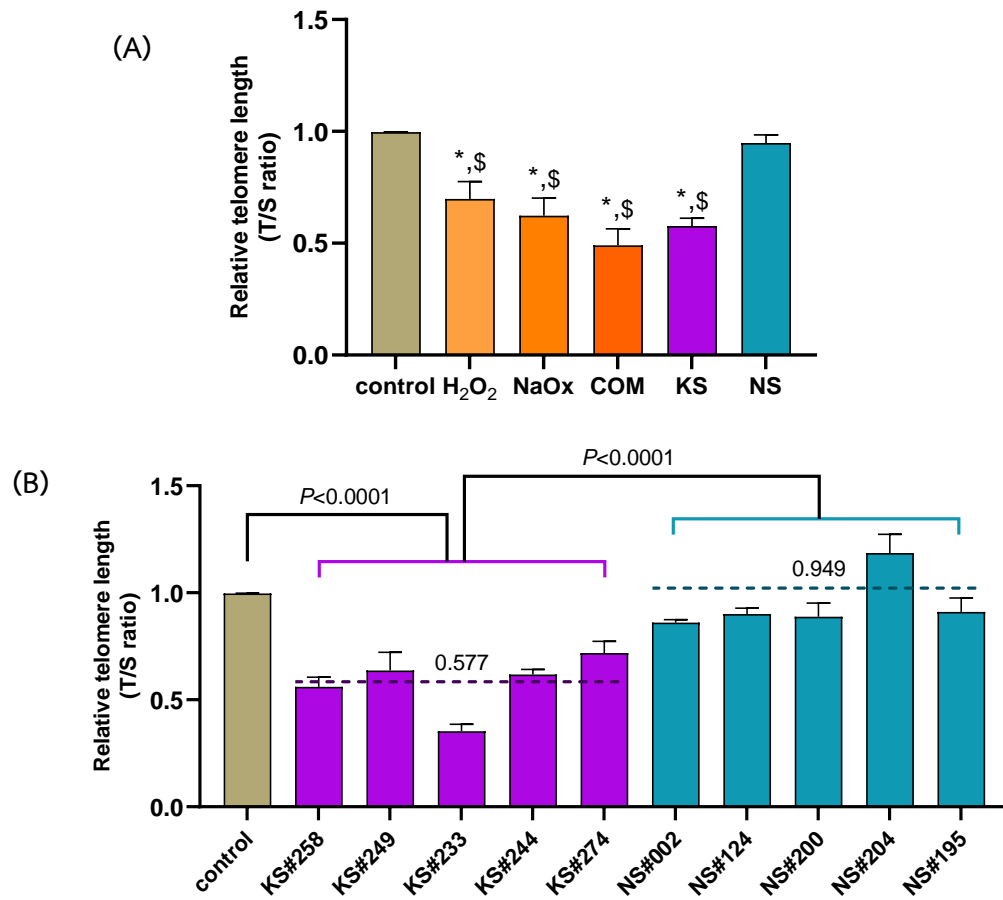 (A)
Relative telomere length
(T/S ratio)
1.5
1.0
0.5
0.0
*,$
*,$
*,$
*,$
control H₂O₂ NaOx COM KS NS
(B)
Relative telomere length
(T/S ratio)
1.5
1.0
0.5
0.0
P<0.0001
P<0.0001
0.577
0.949
control
KS#258
KS#249
KS#233
KS#244
KS#274
NS#002
NS#124
NS#200
NS#204
NS#195